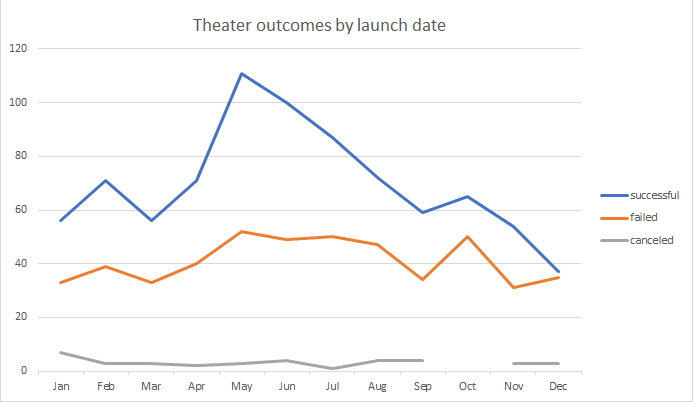 Theater outcomes by launch date
120
100
80
60
40
20
0
Jan Feb Mar Apr May Jun Jul Aug Sep Oct Nov Dec
successful
failed
canceled